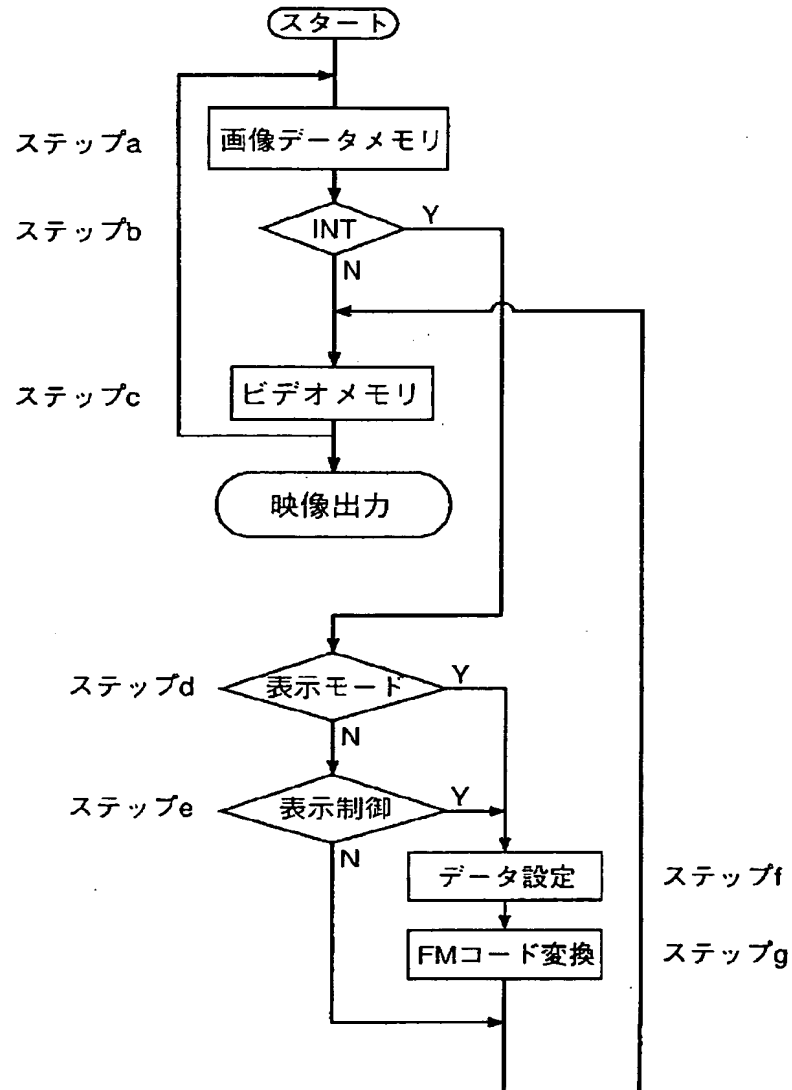 スタート
ステップa
画像データメモリ
ステップb
INT
Y
N
ステップc
ビデオメモリ
映像出力
ステップd
表示モード
Y
N
ステップe
表示制御
Y
N
データ設定
ステップf
FMコード変換
ステップg